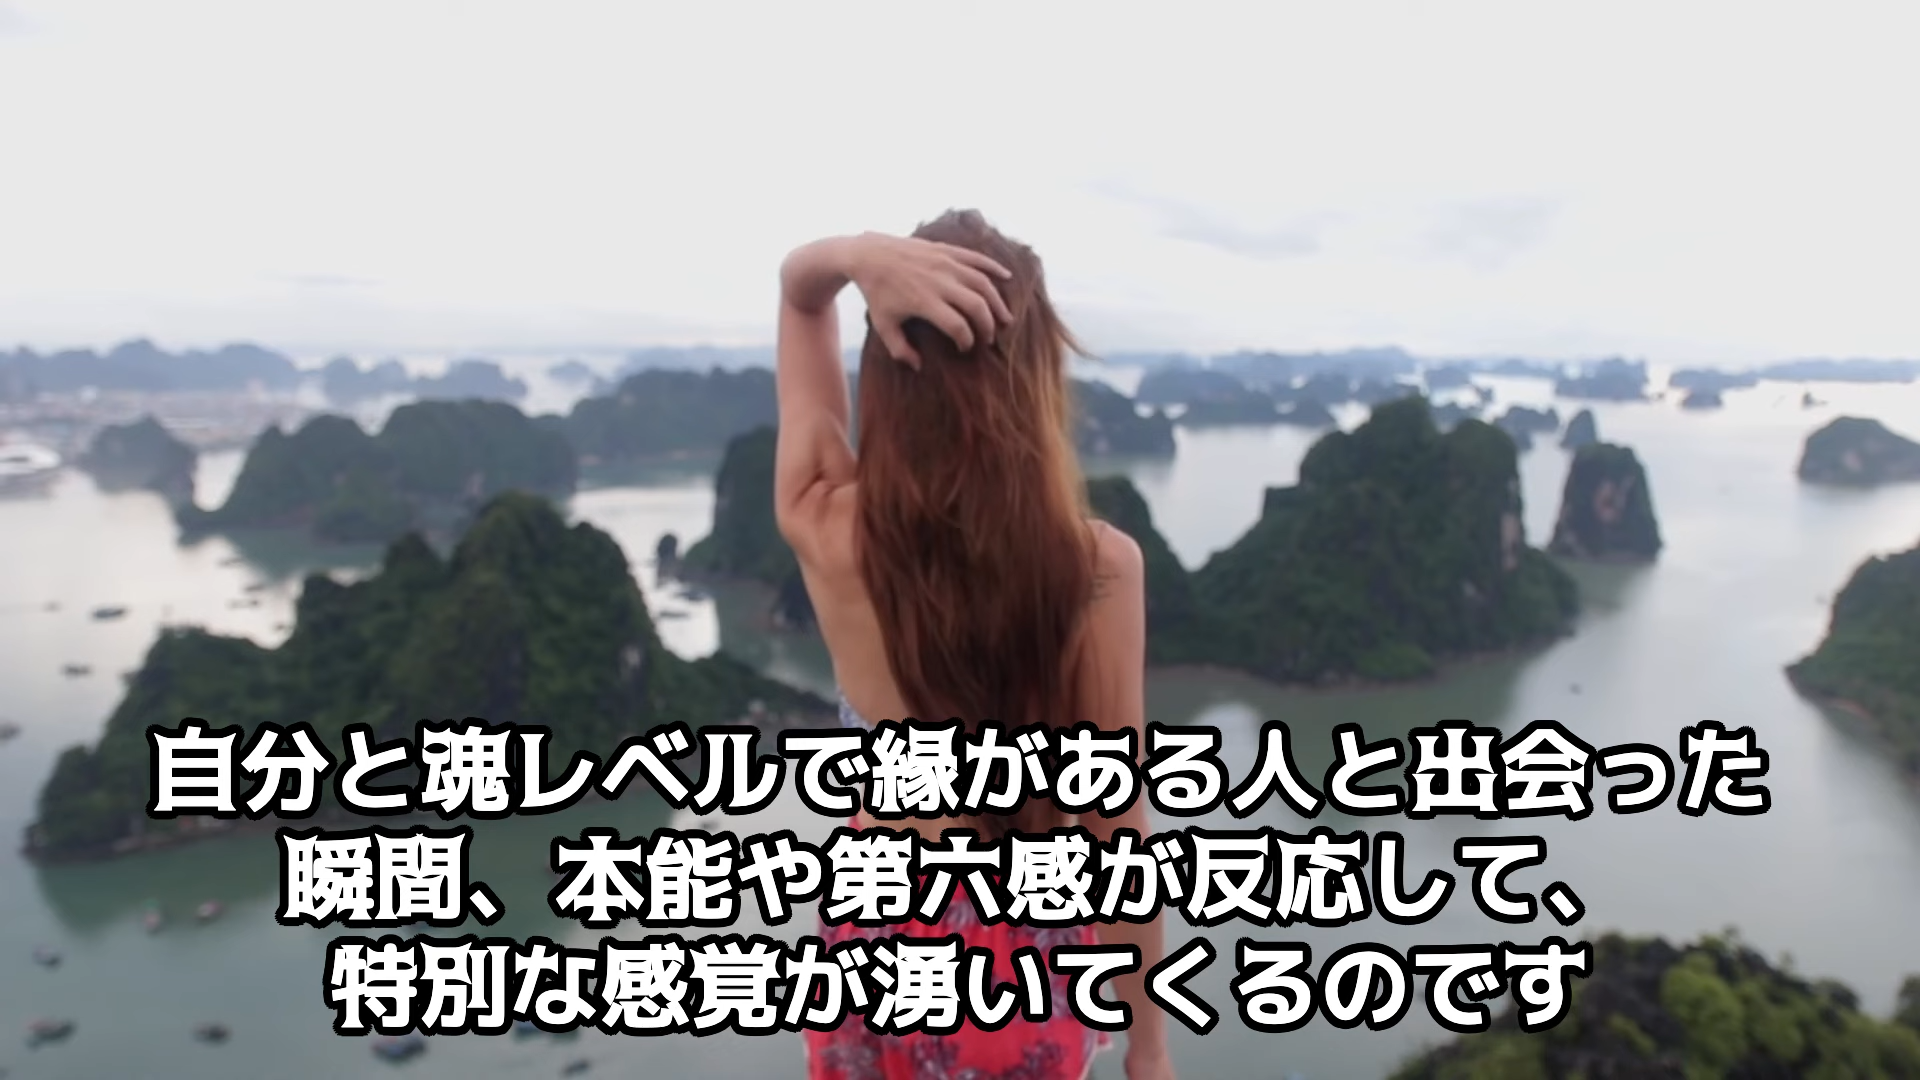 自分と魂レベルで縁がある人と出会った
瞬間、本能や第六感が反応して、
特別な感覚が湧いてくるのです